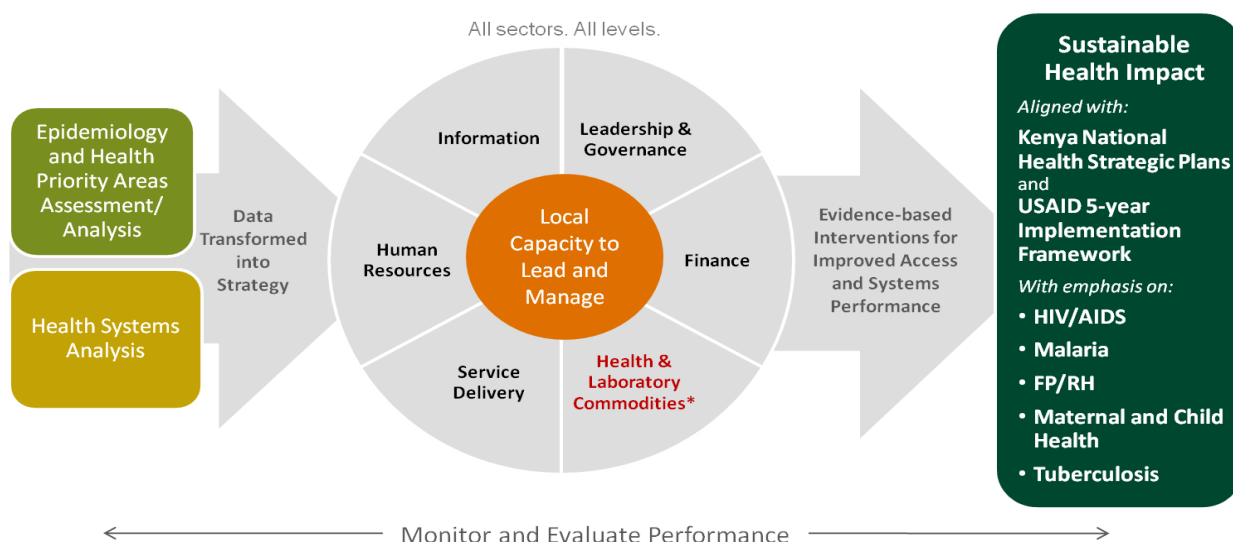 All sectors. All levels.
Epidemiology
and Health
Priority Areas
Assessment/
Analysis
Health Systems
Analysis
Data
Transformed
into
Strategy
Information
Leadership &
Governance
Human
Resources
Local
Capacity to
Lead and
Manage
Finance
Service
Delivery
Health &
Laboratory
Commodities*
Evidence-based
Interventions for
Improved Access
and Systems
Performance
Sustainable
Health Impact
Aligned with:
Kenya National
Health Strategic Plans
and
USAID 5-year
Implementation
Framework
With emphasis on:
• HIV/AIDS
• Malaria
• FP/RH
• Maternal and Child
Health
• Tuberculosis
Monitor and Evaluate Performance